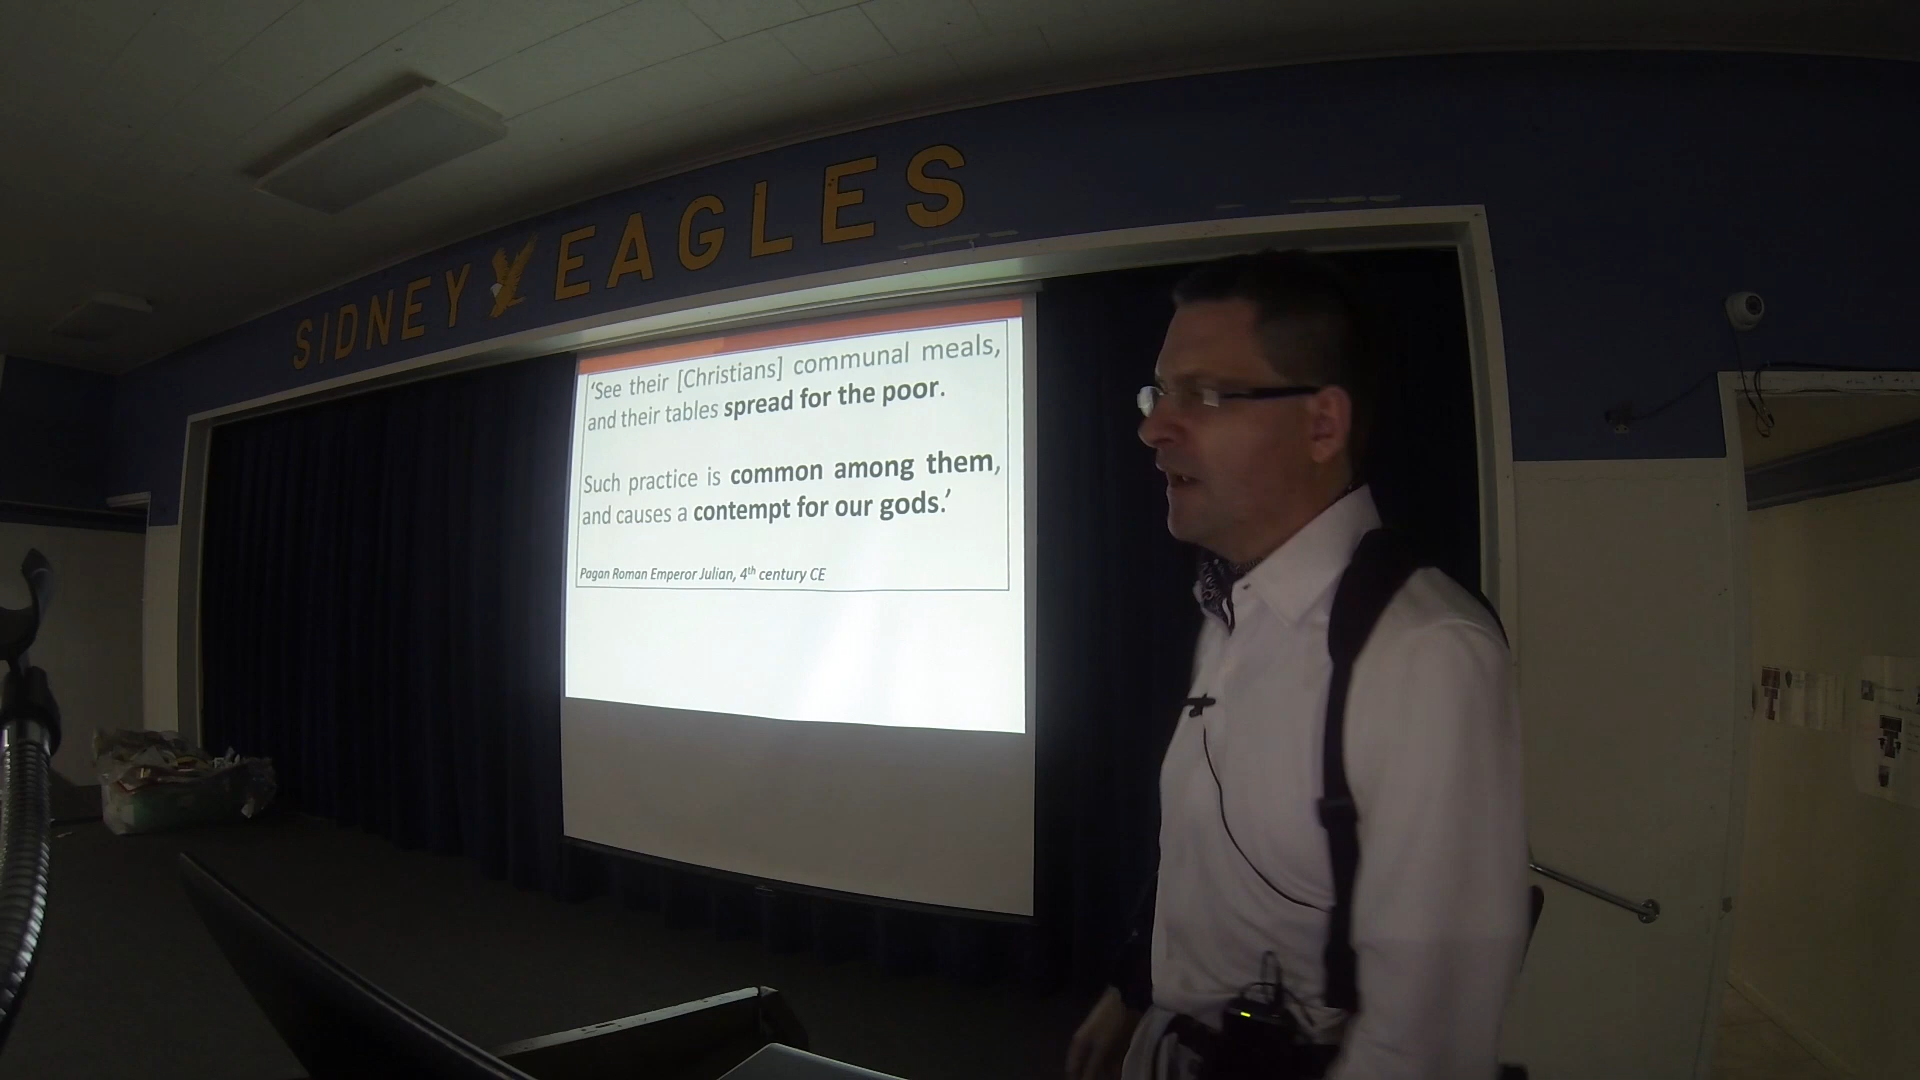 SIDNEY EAGLES
‘See their [Christians] communal meals,
and their tables spread for the poor.
Such practice is common among them,
and causes a contempt for our gods.’
Pagan Roman Emperor Julian, 4th century CE